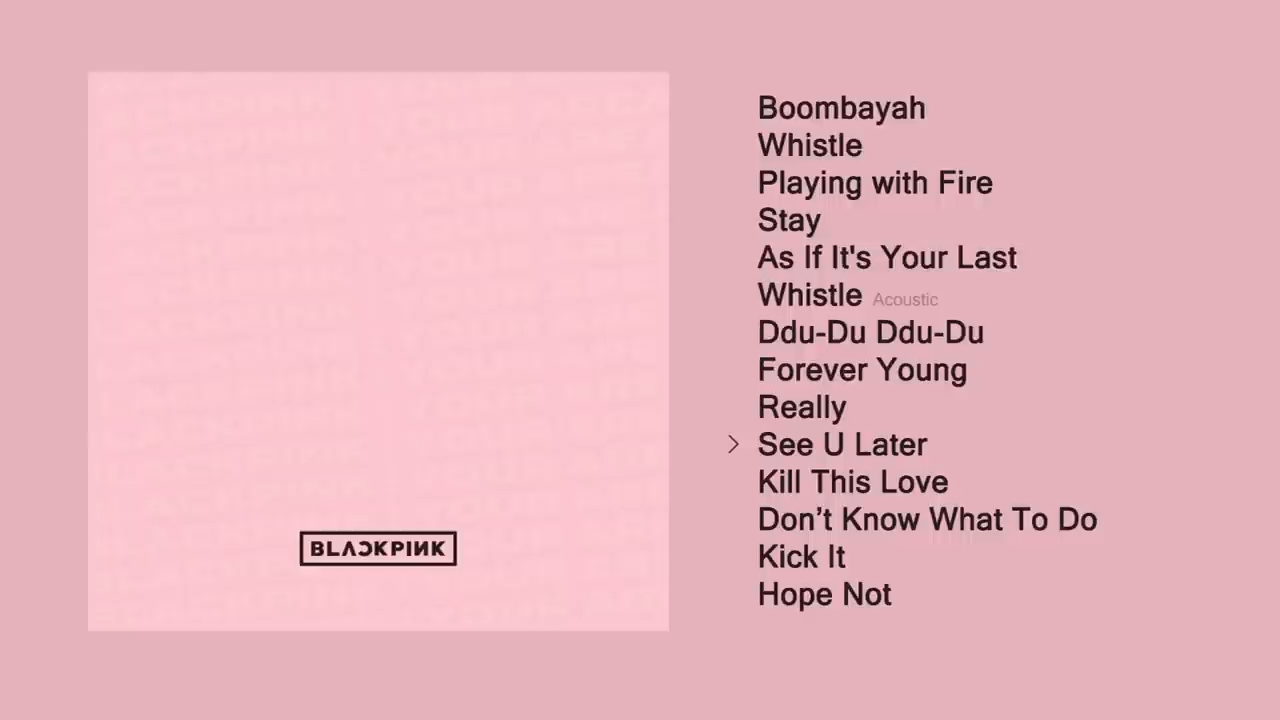 BLACKPINK
Boombayah
Whistle
Playing with Fire
Stay
As If It's Your Last
Whistle Acoustic
Ddu-Du Ddu-Du
Forever Young
Really
> See U Later
Kill This Love
Don’t Know What To Do
Kick It
Hope Not